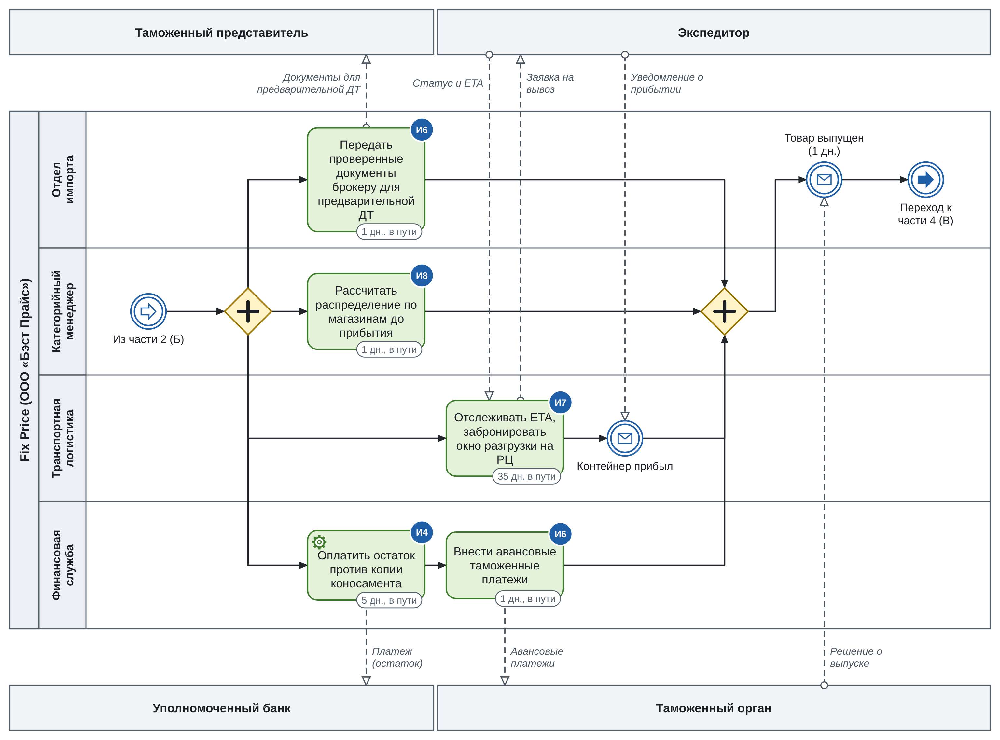 Таможенный представитель
Экспедитор
Документы для
предварительной ДТ
Статус и ETA
Заявка на
вывоз
Уведомление о
прибытии
Fix Price (ООО «Бэст Прайс»)
Отдел
импорта
И6
Передать
проверенные
документы
брокеру для
предварительной
ДТ
1 дн., в пути
Товар выпущен
(1 дн.)
Переход к
части 4 (В)
Категорийный
менеджер
Из части 2 (Б)
И8
Рассчитать
распределение по
магазинам до
прибытия
1 дн., в пути
Транспортная
логистика
И7
Отслеживать ETA,
забронировать
окно разгрузки на
РЦ
35 дн. в пути
Контейнер прибыл
Финансовая
служба
И4
Оплатить остаток
против копии
коносамента
5 дн., в пути
И6
Внести авансовые
таможенные
платежи
1 дн., в пути
Платеж
(остаток)
Авансовые
платежи
Решение о
выпуске
Уполномоченный банк
Таможенный орган